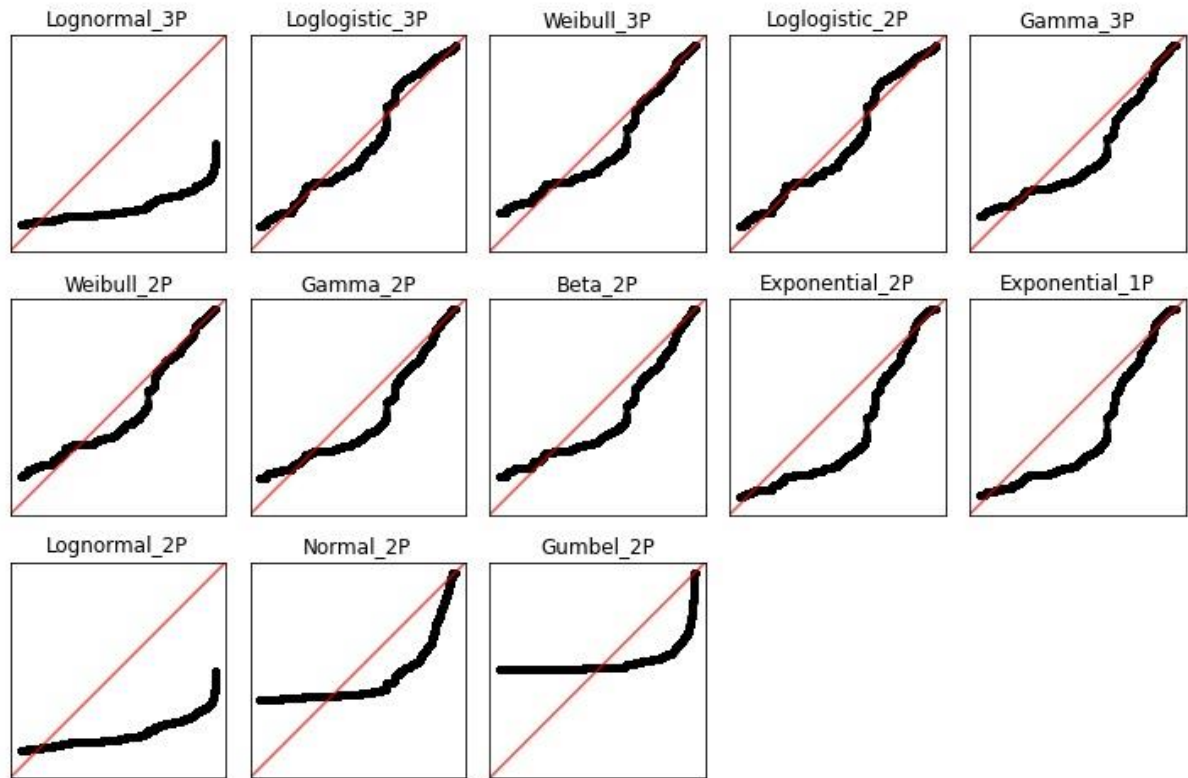 Lognormal_3P
Loglogistic_3P
Weibull_3P
Loglogistic_2P
Gamma_3P
Weibull_2P
Gamma_2P
Beta_2P
Exponential_2P
Exponential_1P
Lognormal_2P
Normal_2P
Gumbel_2P